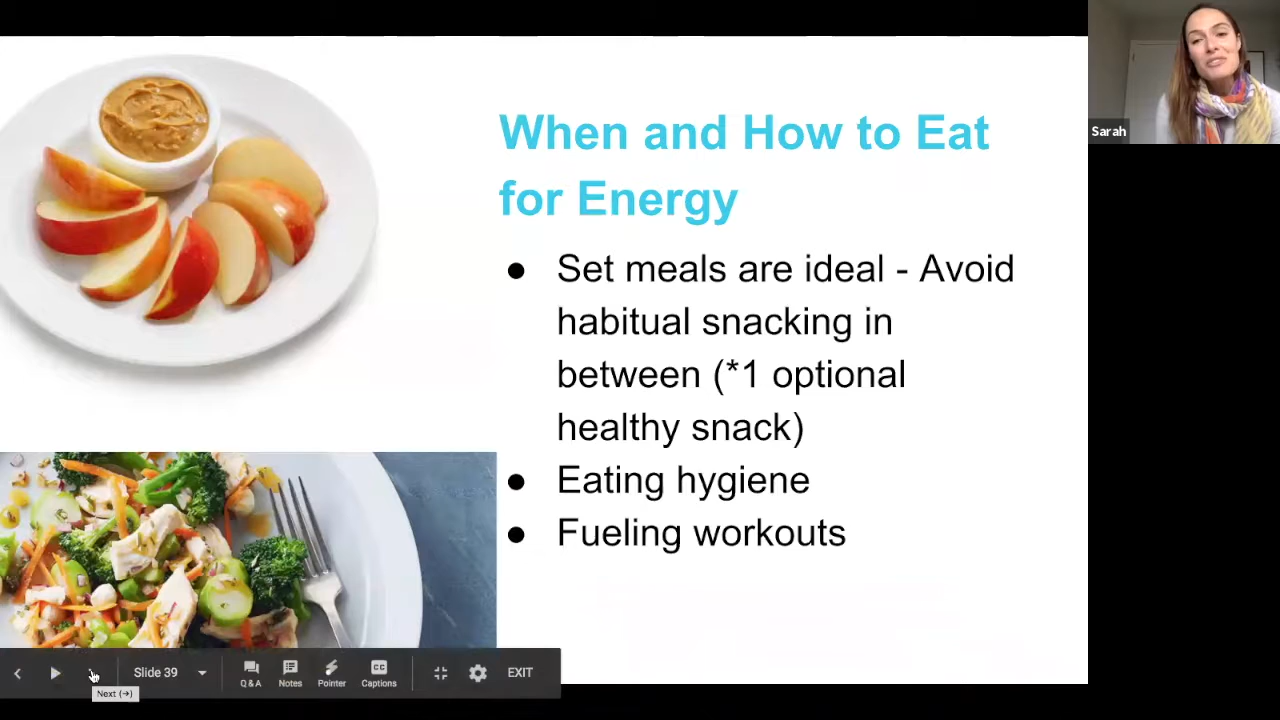 Sarah
When and How to Eat
for Energy
● Set meals are ideal - Avoid
habitual snacking in
between (*1 optional
healthy snack)
● Eating hygiene
● Fueling workouts
Slide 39
Q & A
Notes
Pointer
CC
Captions
EXIT
Next (→)